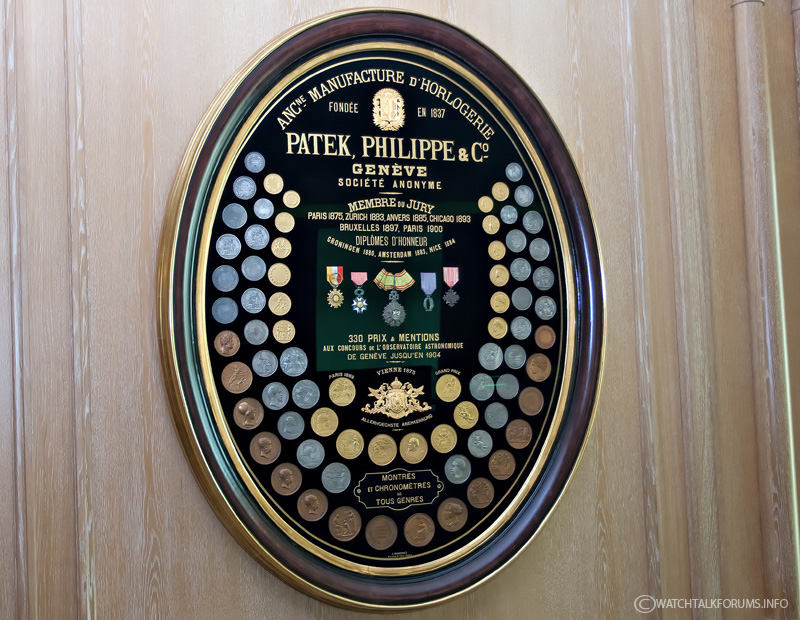 ANC^NE MANUFACTURE D'HORLOGERIE
FONDÉE EN 1837
PATEK, PHILIPPE & C^o
GENÈVE
SOCIÉTÉ ANONYME
MEMBRE DU JURY
PARIS 1875, ZURICH 1883, ANVERS 1885, CHICAGO 1893
BRUXELLES 1897, PARIS 1900
DIPLÔMES D'HONNEUR
GRONINGEN 1880, AMSTERDAM 1883, NICE 1884
330 PRIX & MENTIONS
AUX CONCOURS DE L'OBSERVATOIRE ASTRONOMIQUE
DE GENÈVE JUSQU'EN 1904
PARIS 1889
VIENNE 1873
GRAND PRIX
ALLERHOECHSTE ANERKENNUNG
MONTRES
ET CHRONOMÈTRES
DE
TOUS GENRES
©WATCHTALKFORUMS.INFO